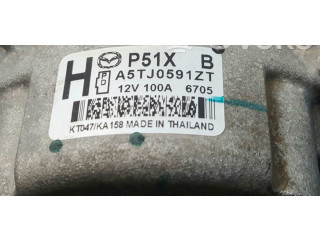 H P51X B
A5TJ0591ZT
12V 100A 6705
KT047/KA158 MADE IN THAILAND